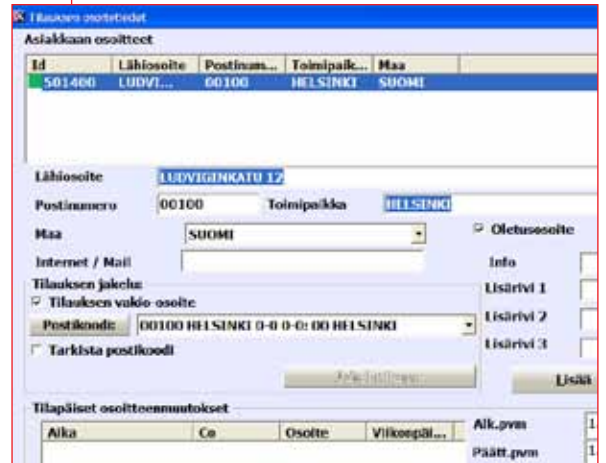 Tilauksen osoitetiedot
Asiakkaan osoitteet
Id Lähiosoite Postinum... Toimipaik... Maa
501400 LUDVI... 00100 HELSINKI SUOMI
Lähiosoite LUDVIGINKATU 12
Postinumero 00100 Toimipaikka HELSINKI
Maa SUOMI Oletusosoite
Internet / Mail Info
Tilauksen jakelu: Lisärivi 1
Tilauksen vakio-osoite
Postikoodi: 00100 HELSINKI 0-0 0-0: 00 HELSINKI Lisärivi 2
Tarkista postikoodi Lisärivi 3
Lisää
Tilapäiset osoitteenmuutokset
Aika Co Osoite Viikonpäi... Alk.pvm 1
Päätt.pvm 1